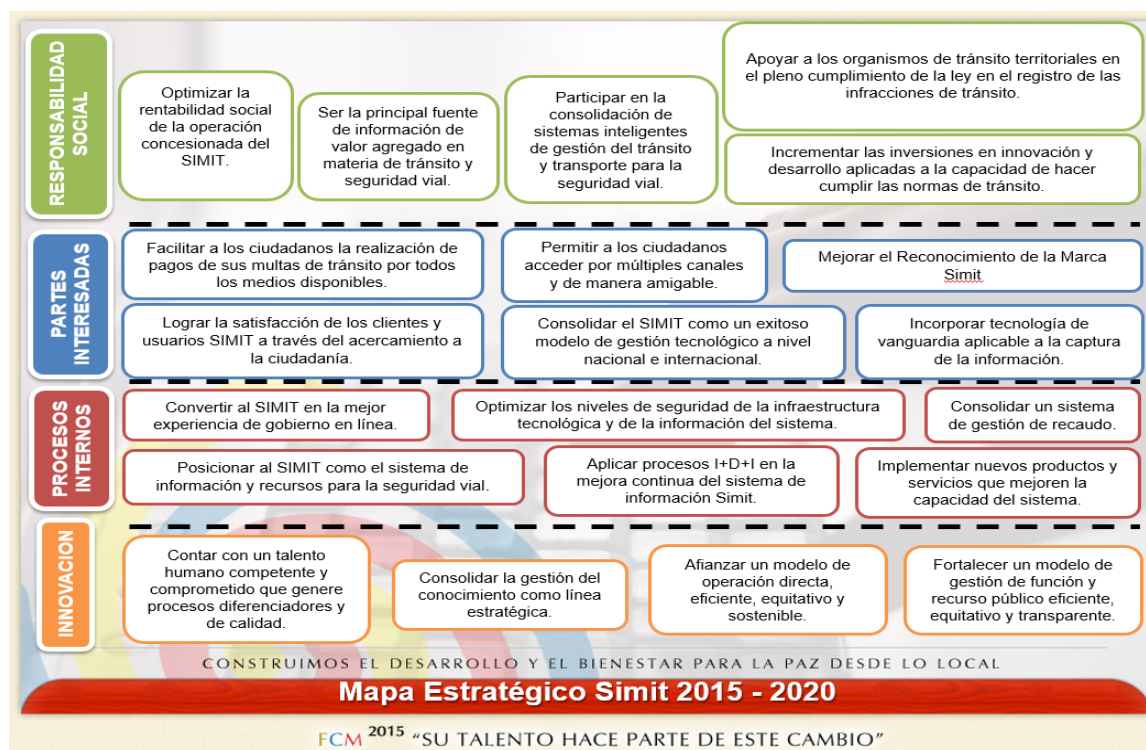 RESPONSABILIDAD
SOCIAL
Optimizar la
rentabilidad social
de la operación
concesionada del
SIMIT.
Ser la principal fuente
de información de
valor agregado en
materia de tránsito y
seguridad vial.
Participar en la
consolidación de
sistemas inteligentes
de gestión del tránsito
y transporte para la
seguridad vial.
Apoyar a los organismos de tránsito territoriales en
el pleno cumplimiento de la ley en el registro de las
infracciones de tránsito.
Incrementar las inversiones en innovación y
desarrollo aplicadas a la capacidad de hacer
cumplir las normas de tránsito.
PARTES
INTERESADAS
Facilitar a los ciudadanos la realización de
pagos de sus multas de tránsito por todos
los medios disponibles.
Permitir a los ciudadanos
acceder por múltiples canales
y de manera amigable.
Mejorar el Reconocimiento de la Marca
Simit
Lograr la satisfacción de los clientes y
usuarios SIMIT a través del acercamiento a
la ciudadanía.
Consolidar el SIMIT como un exitoso
modelo de gestión tecnológico a nivel
nacional e internacional.
Incorporar tecnología de
vanguardia aplicable a la captura
de la información.
PROCESOS
INTERNOS
Convertir al SIMIT en la mejor
experiencia de gobierno en línea.
Optimizar los niveles de seguridad de la infraestructura
tecnológica y de la información del sistema.
Consolidar un sistema
de gestión de recaudo.
Posicionar al SIMIT como el sistema de
información y recursos para la seguridad vial.
Aplicar procesos I+D+I en la
mejora continua del sistema de
información Simit.
Implementar nuevos productos y
servicios que mejoren la
capacidad del sistema.
INNOVACION
Contar con un talento
humano competente y
comprometido que genere
procesos diferenciadores y
de calidad.
Consolidar la gestión del
conocimiento como línea
estratégica.
Afianzar un modelo de
operación directa,
eficiente, equitativo y
sostenible.
Fortalecer un modelo de
gestión de función y
recurso público eficiente,
equitativo y transparente.
CONSTRUIMOS EL DESARROLLO Y EL BIENESTAR PARA LA PAZ DESDE LO LOCAL
Mapa Estratégico Simit 2015 - 2020
FCM 2015 “SU TALENTO HACE PARTE DE ESTE CAMBIO”